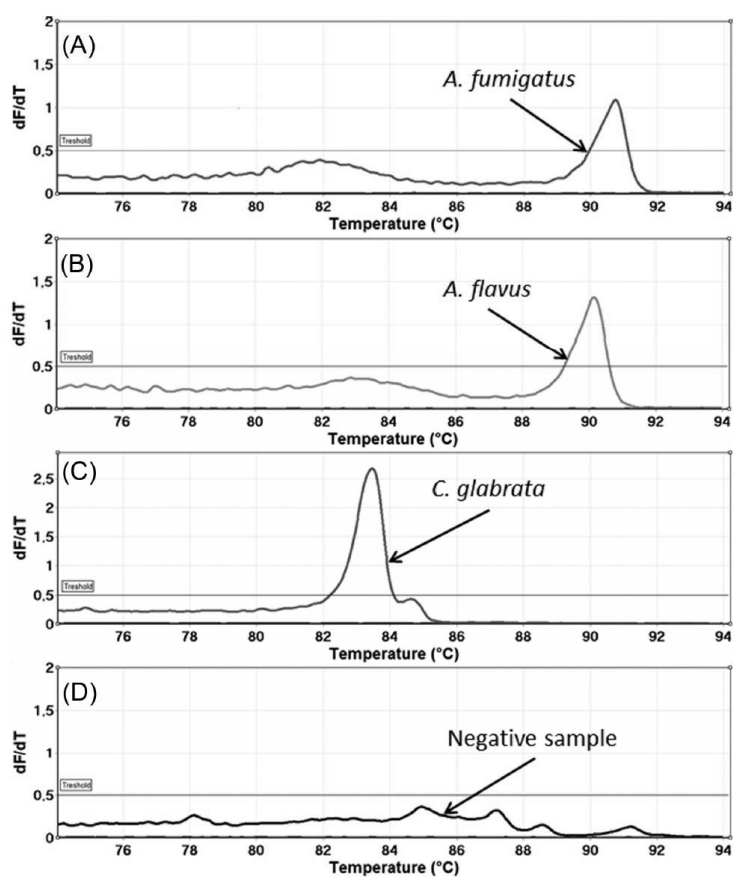 (A)
2
1.5
1
0.5
0
dF/dT
Treshold
A. fumigatus
76 78 80 82 84 86 88 90 92 94
Temperature (°C)
(B)
2
1.5
1
0.5
0
dF/dT
Treshold
A. flavus
76 78 80 82 84 86 88 90 92 94
Temperature (°C)
(C)
2.5
2
1.5
1
0.5
0
dF/dT
Treshold
C. glabrata
76 78 80 82 84 86 88 90 92 94
Temperature (°C)
(D)
2
1.5
1
0.5
0
dF/dT
Treshold
Negative sample
76 78 80 82 84 86 88 90 92 94
Temperature (°C)